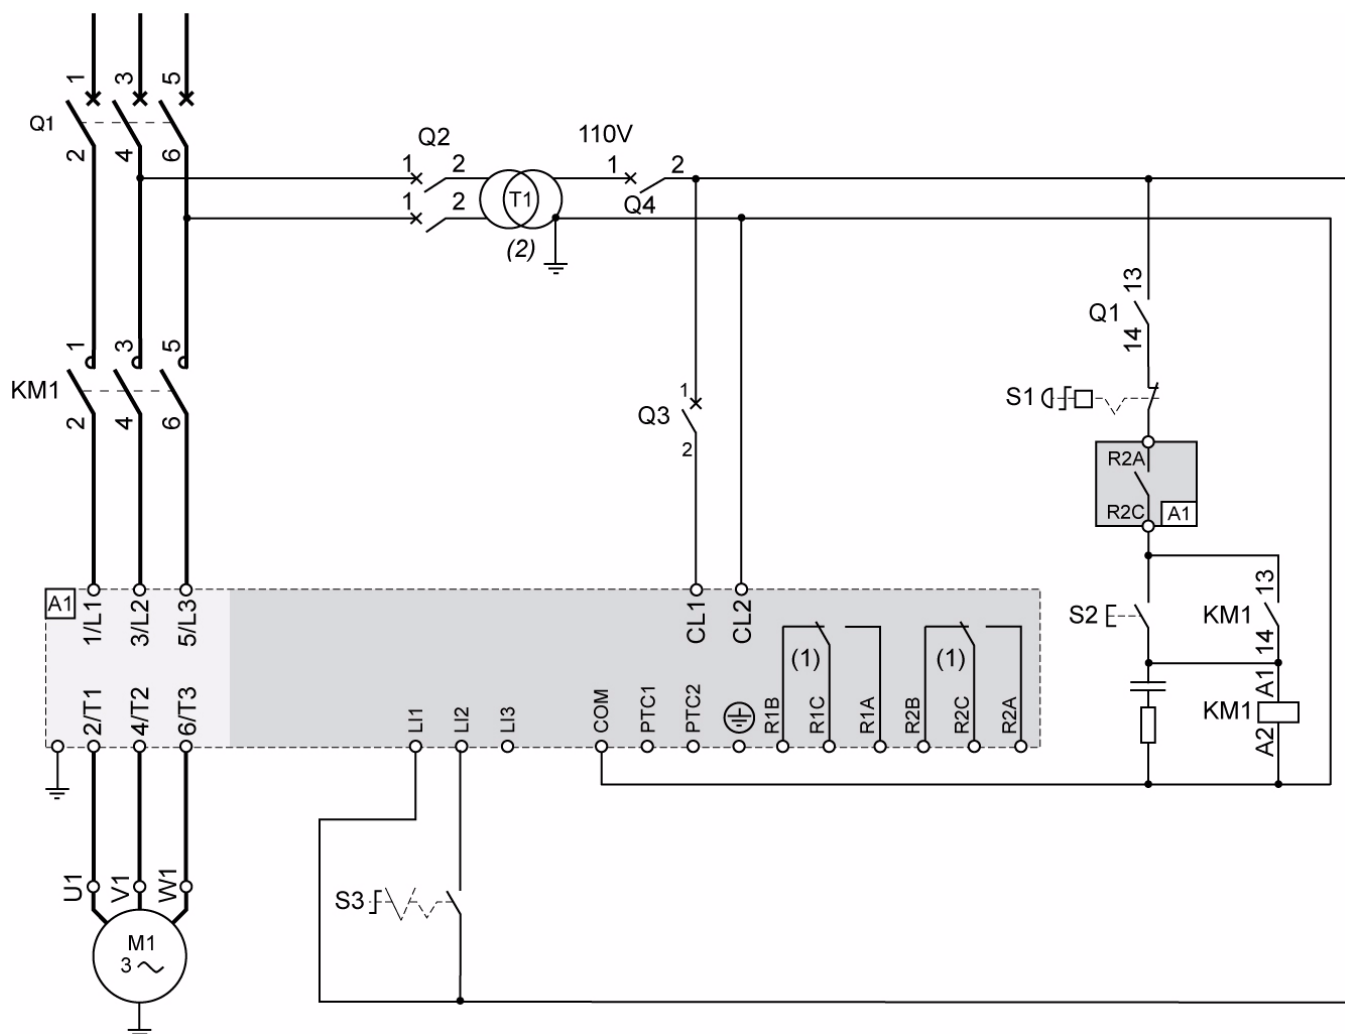 1 3 5
Q1
2 4 6
Q2
1 2
1 2
T1
(2)
110V
1 2
Q4
13
Q1
14
1 3 5
KM1
2 4 6
1
Q3
2
S1
R2A
R2C A1
A1
1/L1 3/L2 5/L3
CL1 CL2
S2
13
KM1
14
(1) (1)
2/T1 4/T2 6/T3
LI1 LI2 LI3
COM PTC1 PTC2 R1B R1C R1A R2B R2C R2A
A1
KM1
A2
U1 V1 W1
S3
M1
3